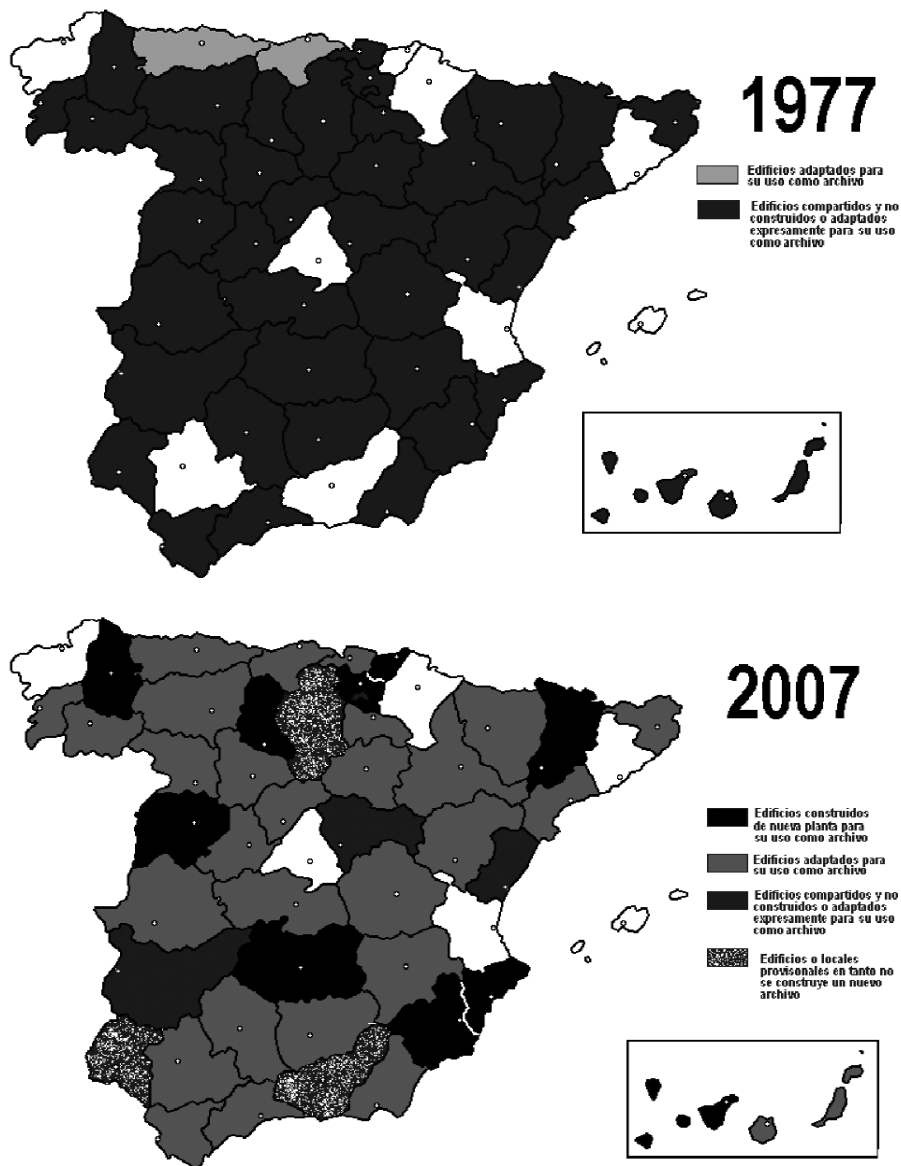 1977
Edificios adaptados para
su uso como archivo
Edificios compartidos y no
construidos o adaptados
expresamente para su uso
como archivo
2007
Edificios construidos
de nueva planta para
su uso como archivo
Edificios adaptados para
su uso como archivo
Edificios compartidos y no
construidos o adaptados
expresamente para su uso
como archivo
Edificios o locales
provisonales en tanto no
se construye un nuevo
archivo